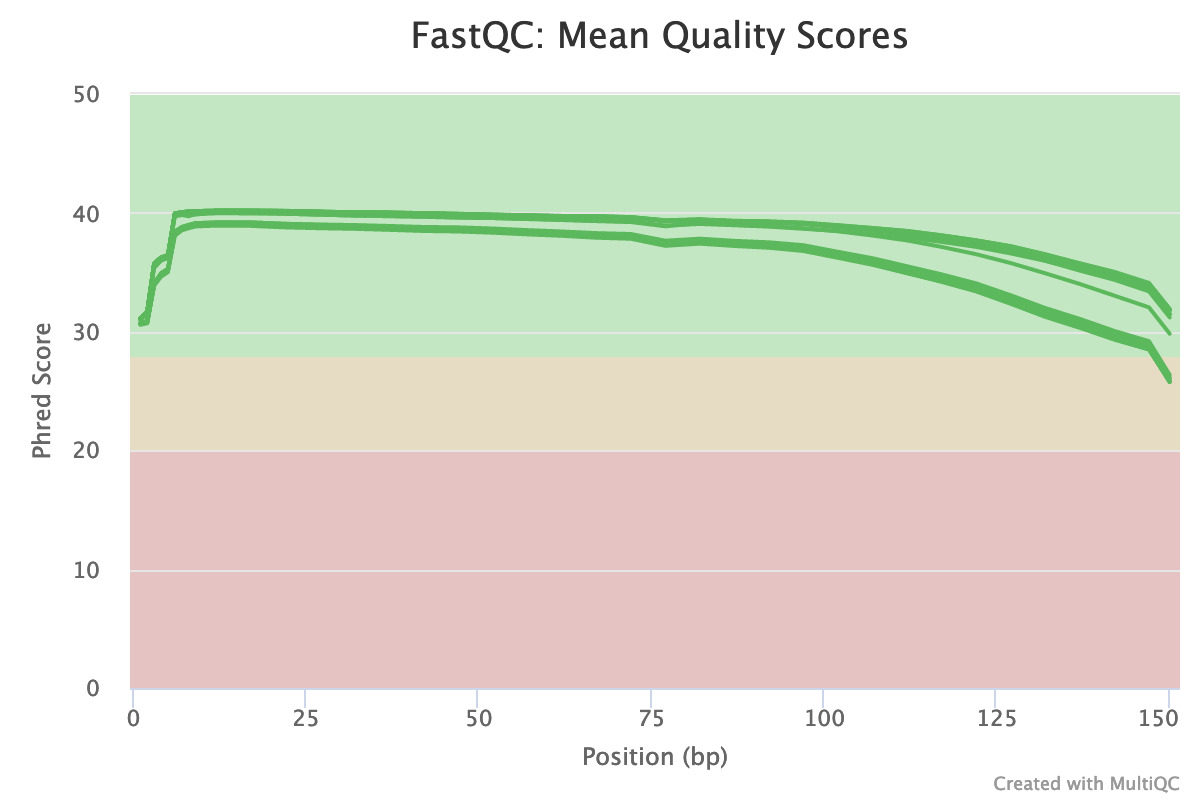 FastQC: Mean Quality Scores
50
40
30
20
10
0
Phred Score
0 25 50 75 100 125 150
Position (bp)
Created with MultiQC